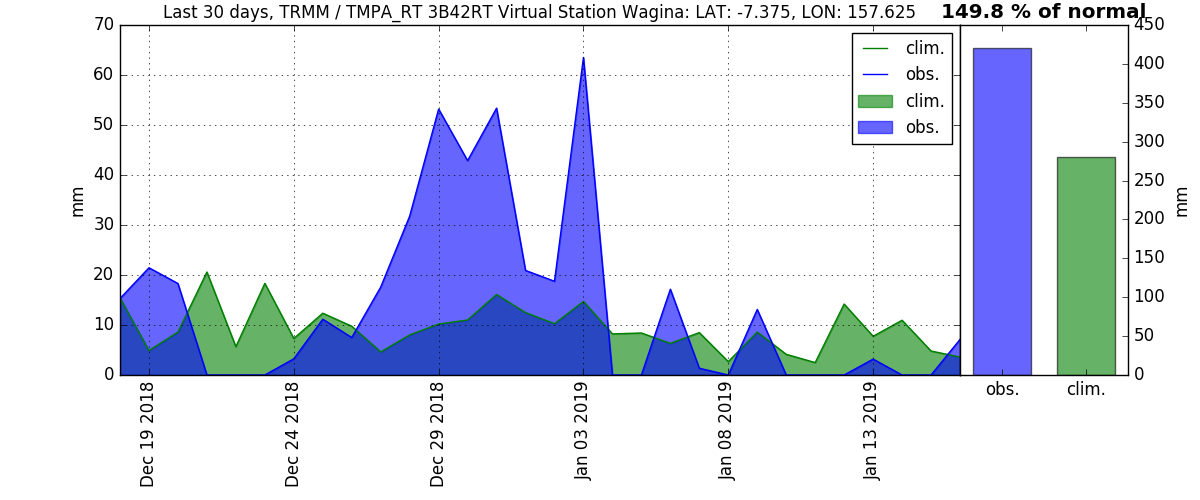 Last 30 days, TRMM / TMPA_RT 3B42RT Virtual Station Wagina: LAT: -7.375, LON: 157.625
149.8 % of normal
70
60
50
40
30
20
10
0
mm
clim.
obs.
clim.
obs.
Dec 19 2018
Dec 24 2018
Dec 29 2018
Jan 03 2019
Jan 08 2019
Jan 13 2019
450
400
350
300
250
200
150
100
50
0
mm
obs.
clim.